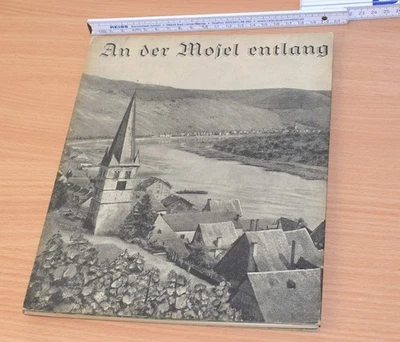 An der Mosel entlang